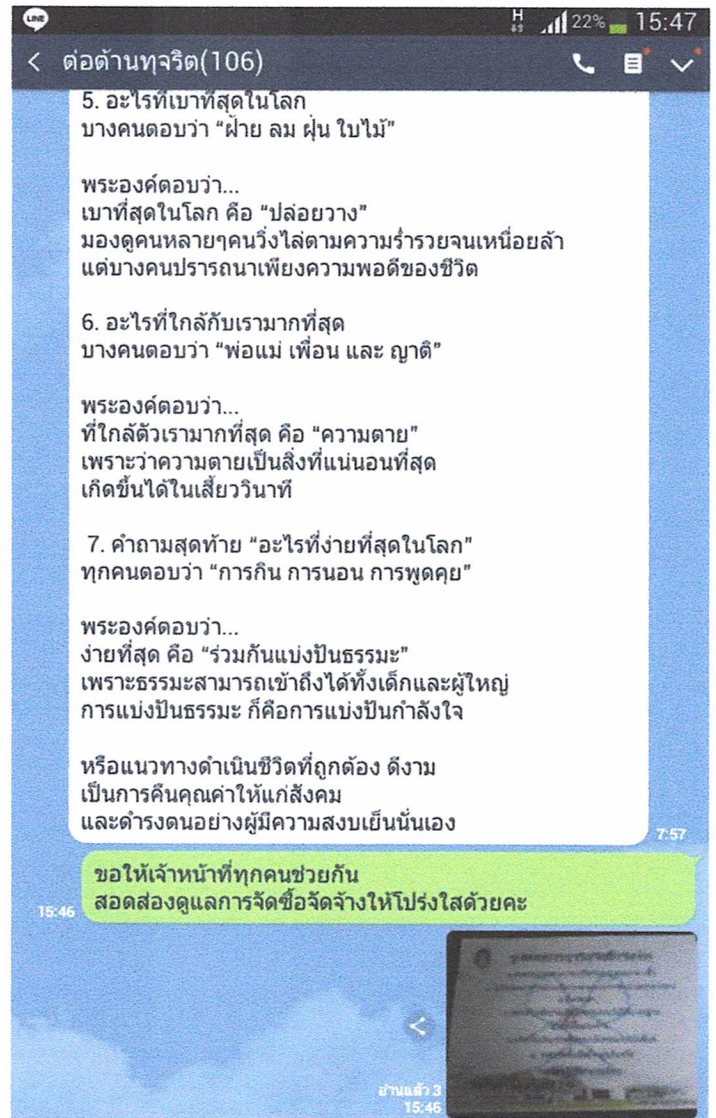 LINE
H 22% 15:47
ต่อต้านทุจริต(106)
5. อะไรที่เบาที่สุดในโลก
บางคนตอบว่า “ฝ้าย ลม ฝุ่น ใบไม้”
พระองค์ตอบว่า...
เบาที่สุดในโลก คือ “ปล่อยวาง”
มองดูคนหลายๆคนวิ่งไล่ตามความร่ำรวยจนเหนื่อยล้า
แต่บางคนปรารถนาเพียงความพอดีของชีวิต
6. อะไรที่ใกล้กับเรามากที่สุด
บางคนตอบว่า “พ่อแม่ เพื่อน และ ญาติ”
พระองค์ตอบว่า...
ที่ใกล้ตัวเรามากที่สุด คือ “ความตาย”
เพราะว่าความตายเป็นสิ่งที่แน่นอนที่สุด
เกิดขึ้นได้ในเสี้ยววินาที
7. คำถามสุดท้าย “อะไรที่ง่ายที่สุดในโลก”
ทุกคนตอบว่า “การกิน การนอน การพูดคุย”
พระองค์ตอบว่า...
ง่ายที่สุด คือ “ร่วมกันแบ่งปันธรรมะ”
เพราะธรรมะสามารถเข้าถึงได้ทั้งเด็กและผู้ใหญ่
การแบ่งปันธรรมะ ก็คือการแบ่งปันกำลังใจ
หรือแนวทางดำเนินชีวิตที่ถูกต้อง ดีงาม
เป็นการคืนคุณค่าให้แก่สังคม
และดำรงตนอย่างผู้มีความสงบเย็นนั่นเอง
7:57
ขอให้เจ้าหน้าที่ทุกคนช่วยกัน
สอดส่องดูแลการจัดซื้อจัดจ้างให้โปร่งใสด้วยคะ
15:46
อ่านแล้ว 3
15:46